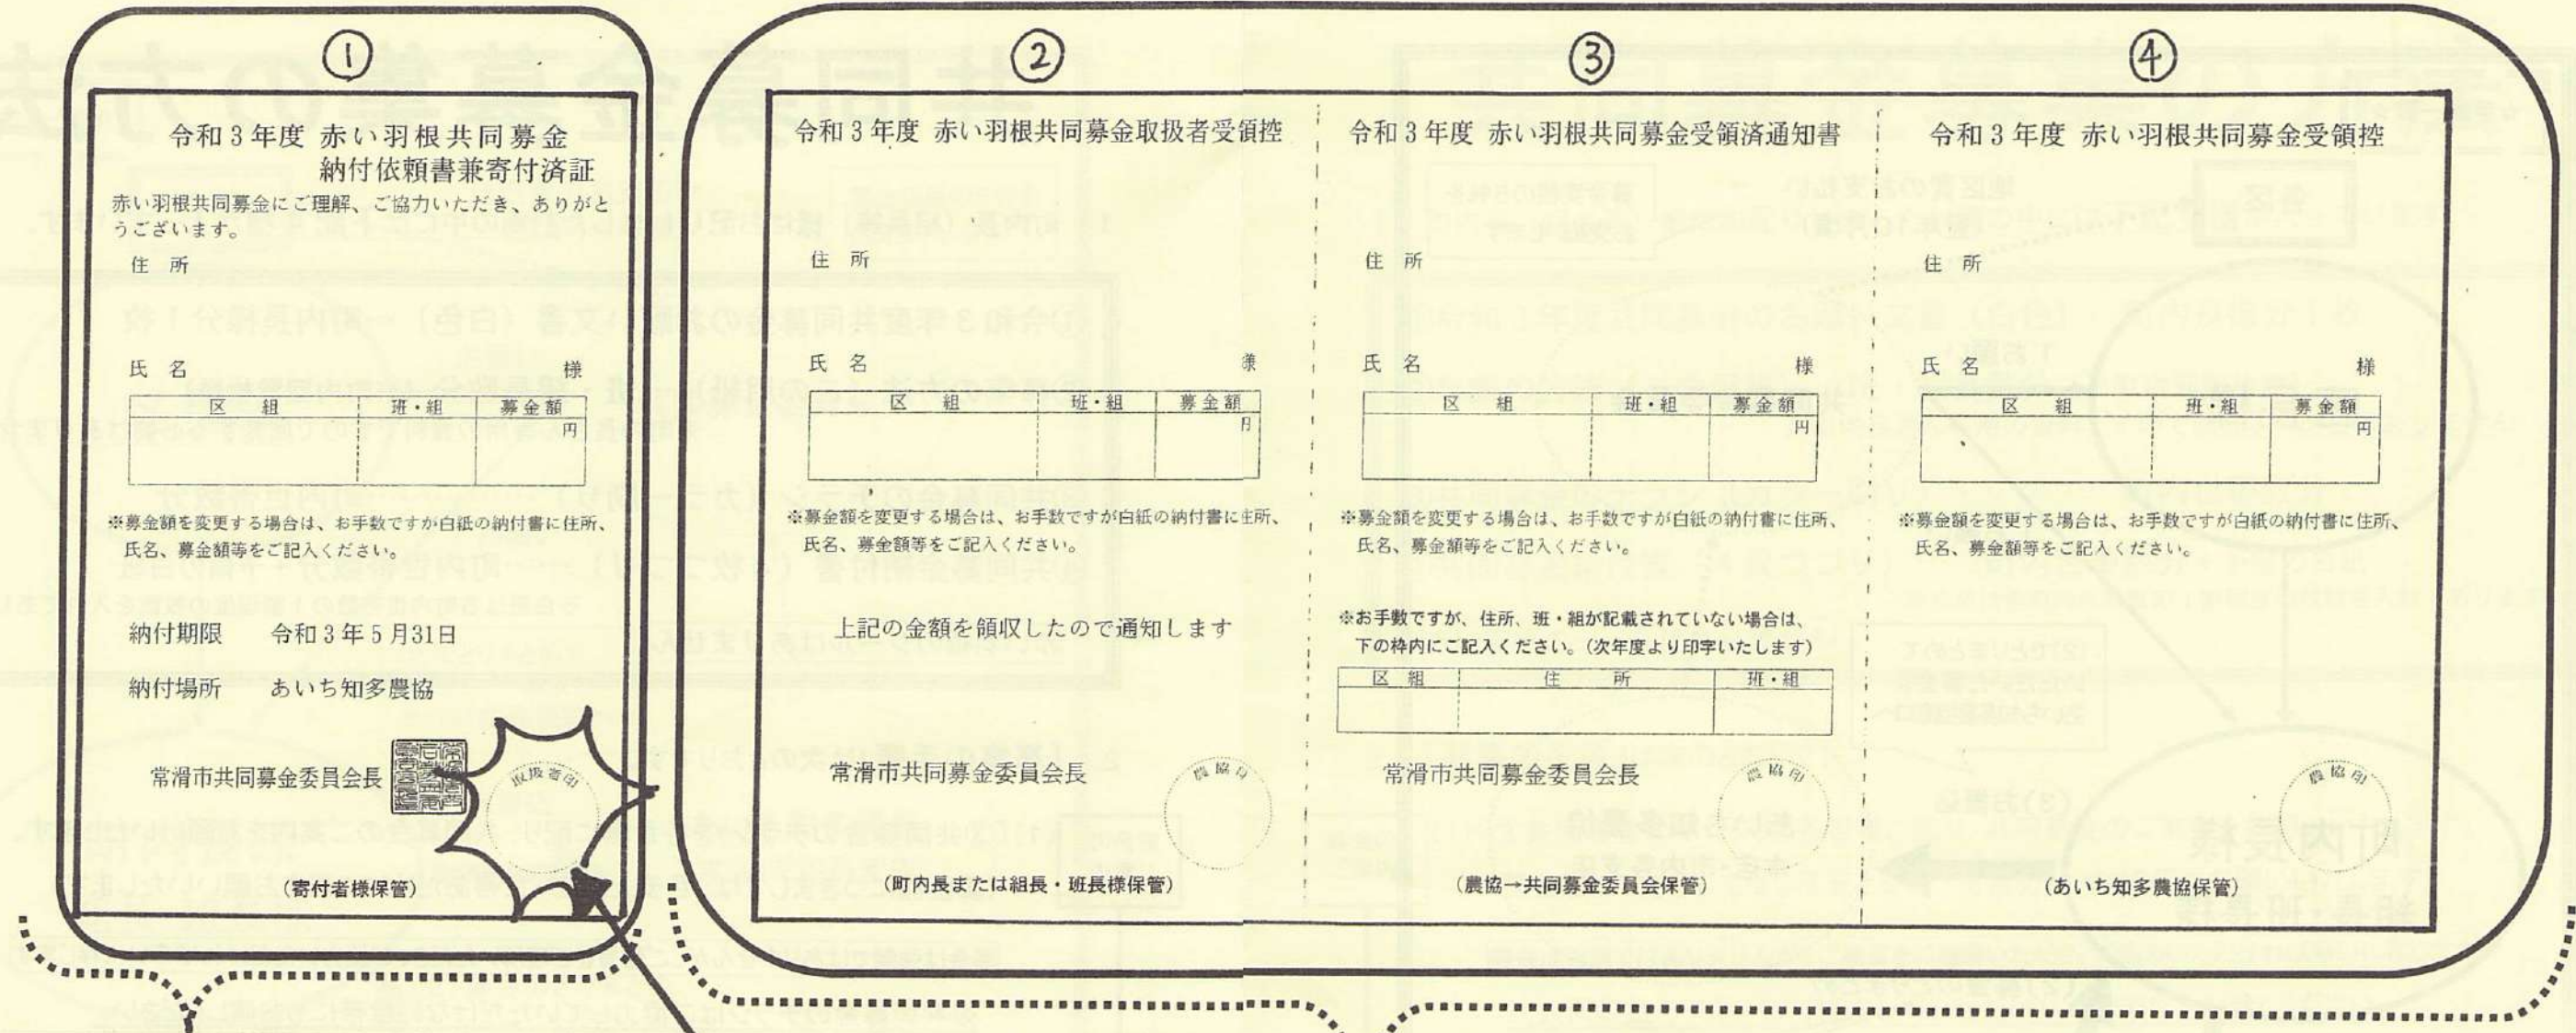 ①
令和3年度 赤い羽根共同募金
納付依頼書兼寄付済証
赤い羽根共同募金にご理解、ご協力いただき、ありがと
うございます。
住 所
氏 名 様
区 組 班・組 募金額
円
※募金額を変更する場合は、お手数ですが白紙の納付書に住所、
氏名、募金額等をご記入ください。
納付期限 令和3年5月31日
納付場所 あいち知多農協
常滑市共同募金委員会長
取扱者印
(寄付者様保管)
②
令和3年度 赤い羽根共同募金取扱者受領控
住 所
氏 名 様
区 組 班・組 募金額
円
※募金額を変更する場合は、お手数ですが白紙の納付書に住所、
氏名、募金額等をご記入ください。
上記の金額を領収したので通知します
常滑市共同募金委員会長
農協印
(町内長または組長・班長様保管)
③
令和3年度 赤い羽根共同募金受領済通知書
住 所
氏 名 様
区 組 班・組 募金額
円
※募金額を変更する場合は、お手数ですが白紙の納付書に住所、
氏名、募金額等をご記入ください。
※お手数ですが、住所、班・組が記載されていない場合は、
下の枠内にご記入ください。(次年度より印字いたします)
区 組 住 所 班・組
常滑市共同募金委員会長
農協印
(農協→共同募金委員会保管)
④
令和3年度 赤い羽根共同募金受領控
住 所
氏 名 様
区 組 班・組 募金額
円
※募金額を変更する場合は、お手数ですが白紙の納付書に住所、
氏名、募金額等をご記入ください。
農協印
(あいち知多農協保管)